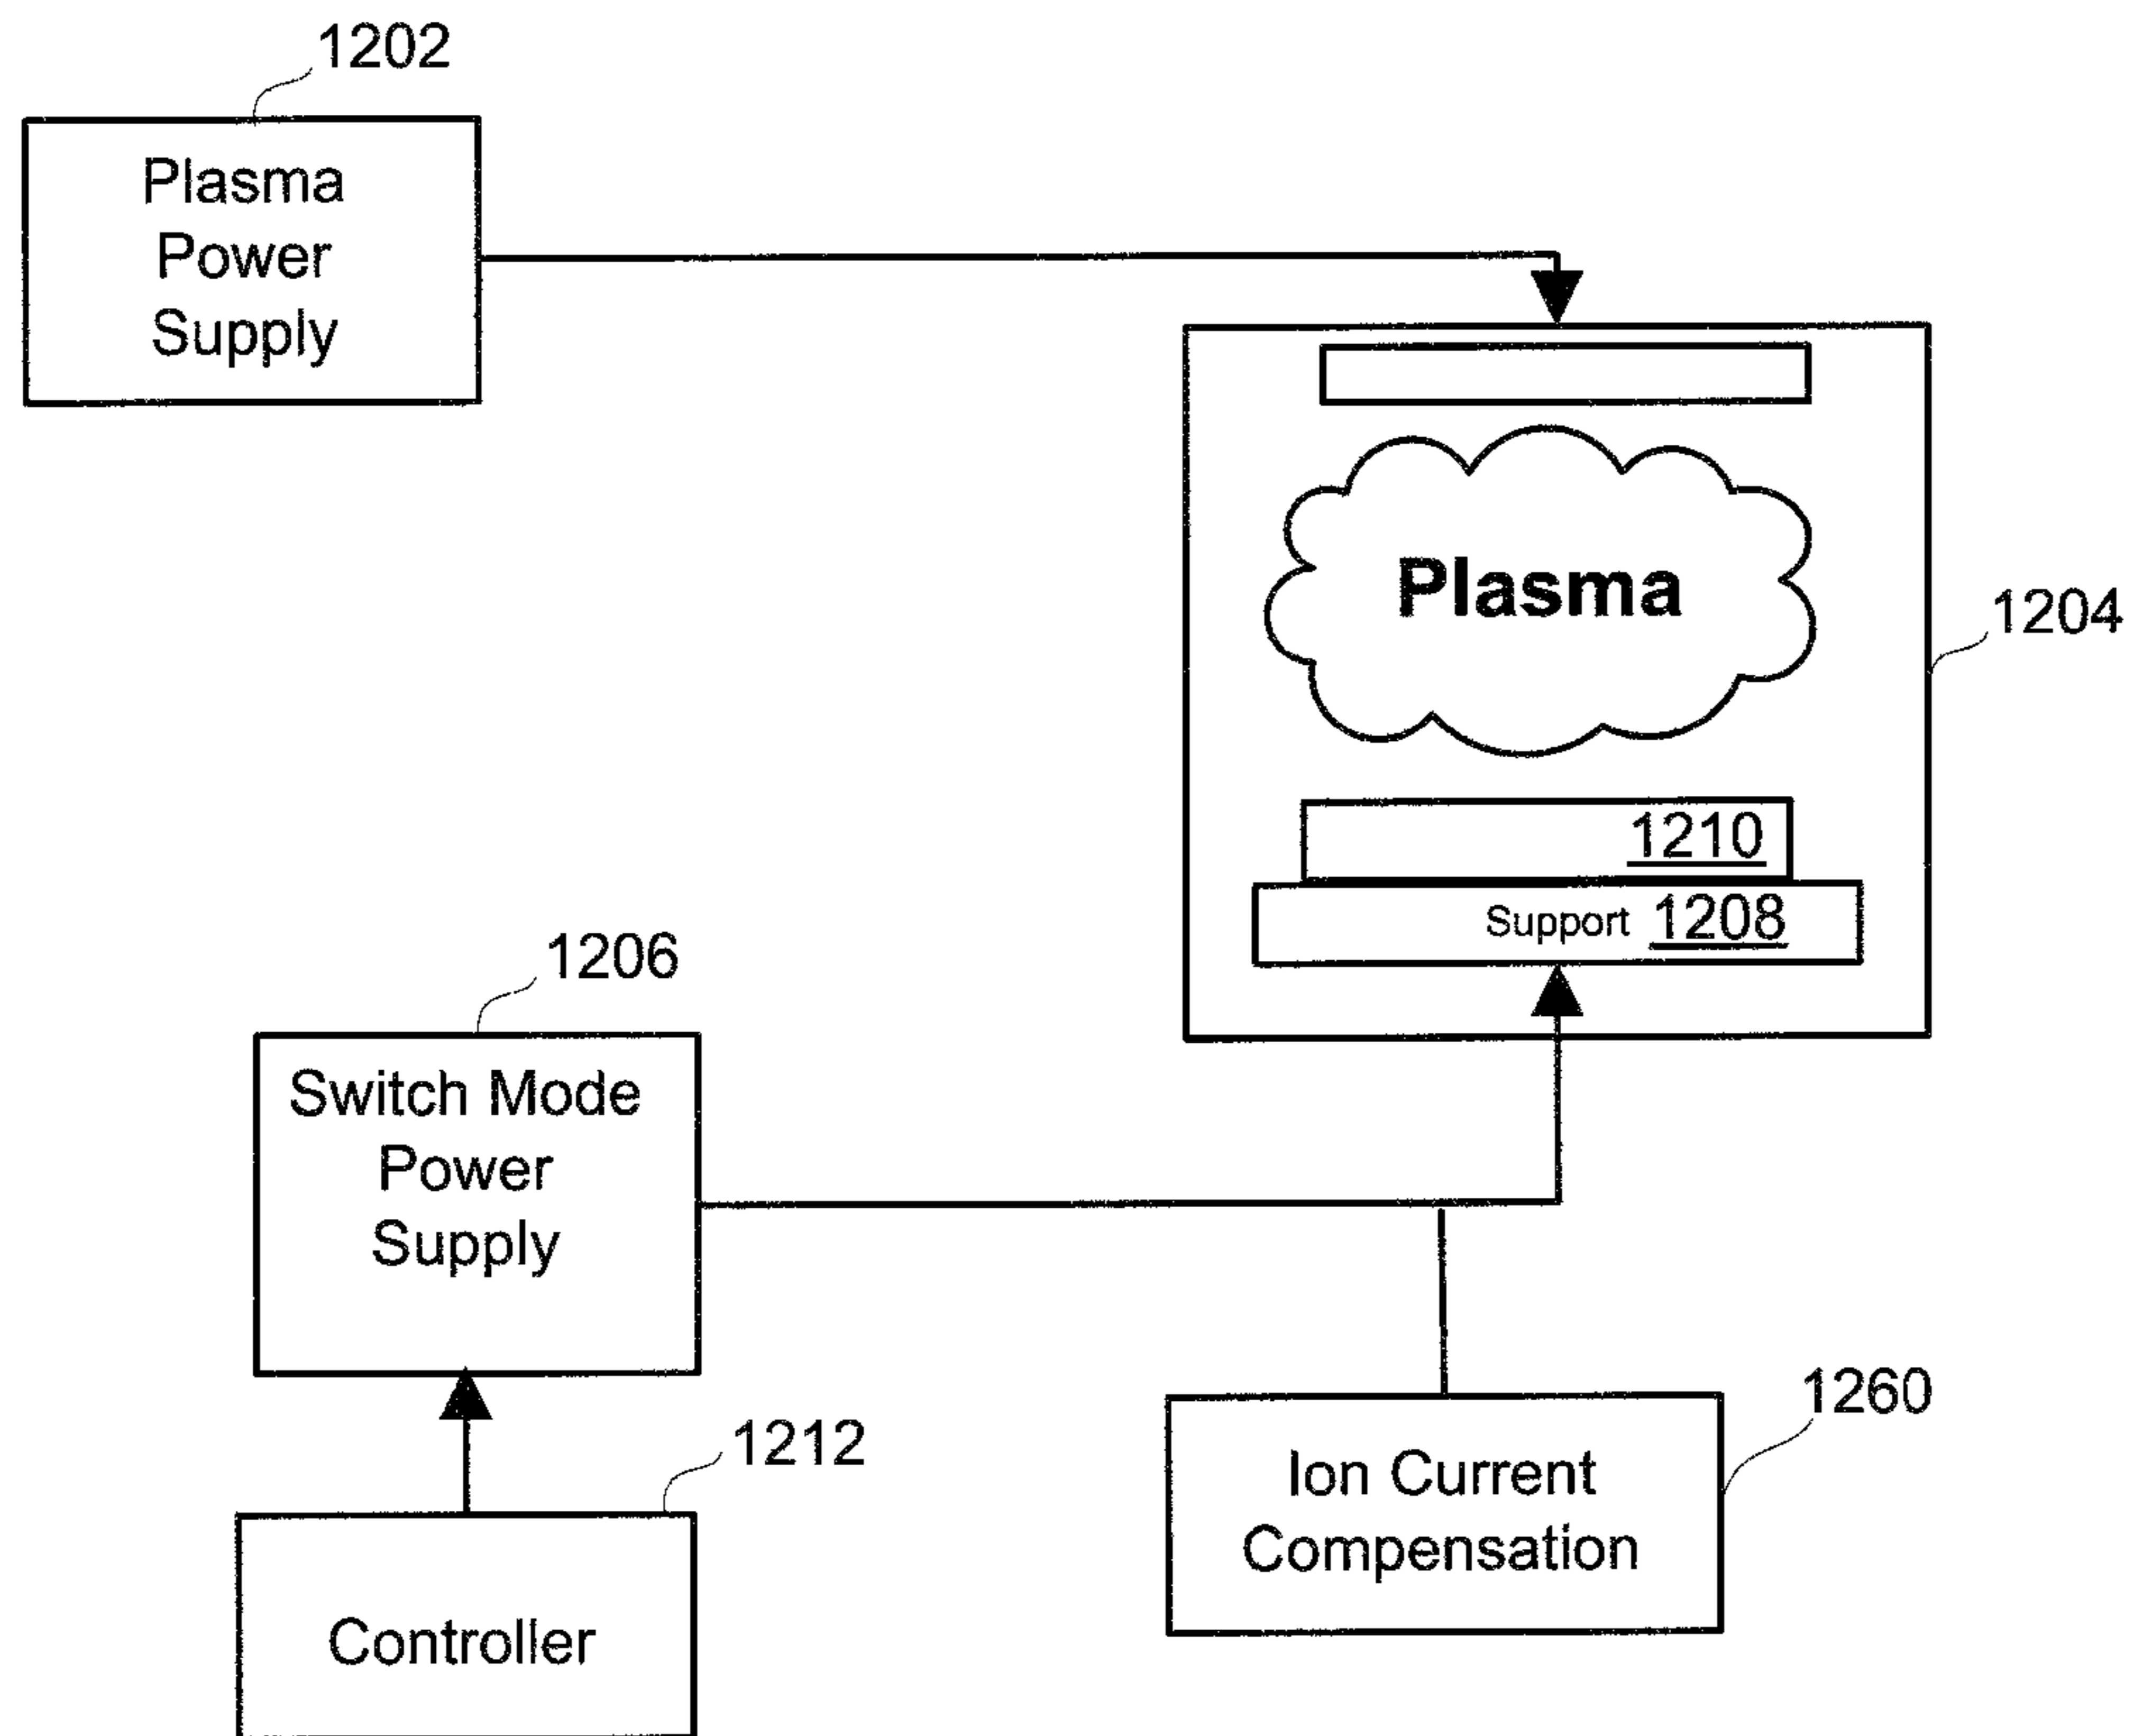 1202
Plasma
Power
Supply
Plasma
1204
1210
Support 1208
1206
Switch Mode
Power
Supply
1212
Controller
1260
Ion Current
Compensation